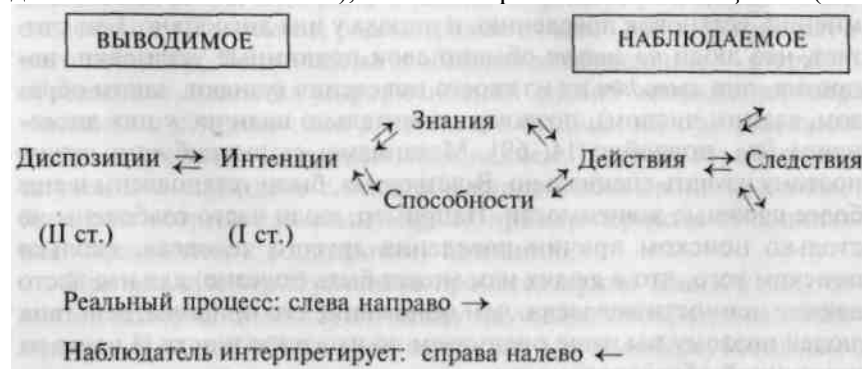 ВЫВОДИМОЕ НАБЛЮДАЕМОЕ
Знания
Диспозиции ⇄ Интенции Действия ↔ Следствия
Способности
(II ст.) (I ст.)
Реальный процесс: слева направо →
Наблюдатель интерпретирует: справа налево ←